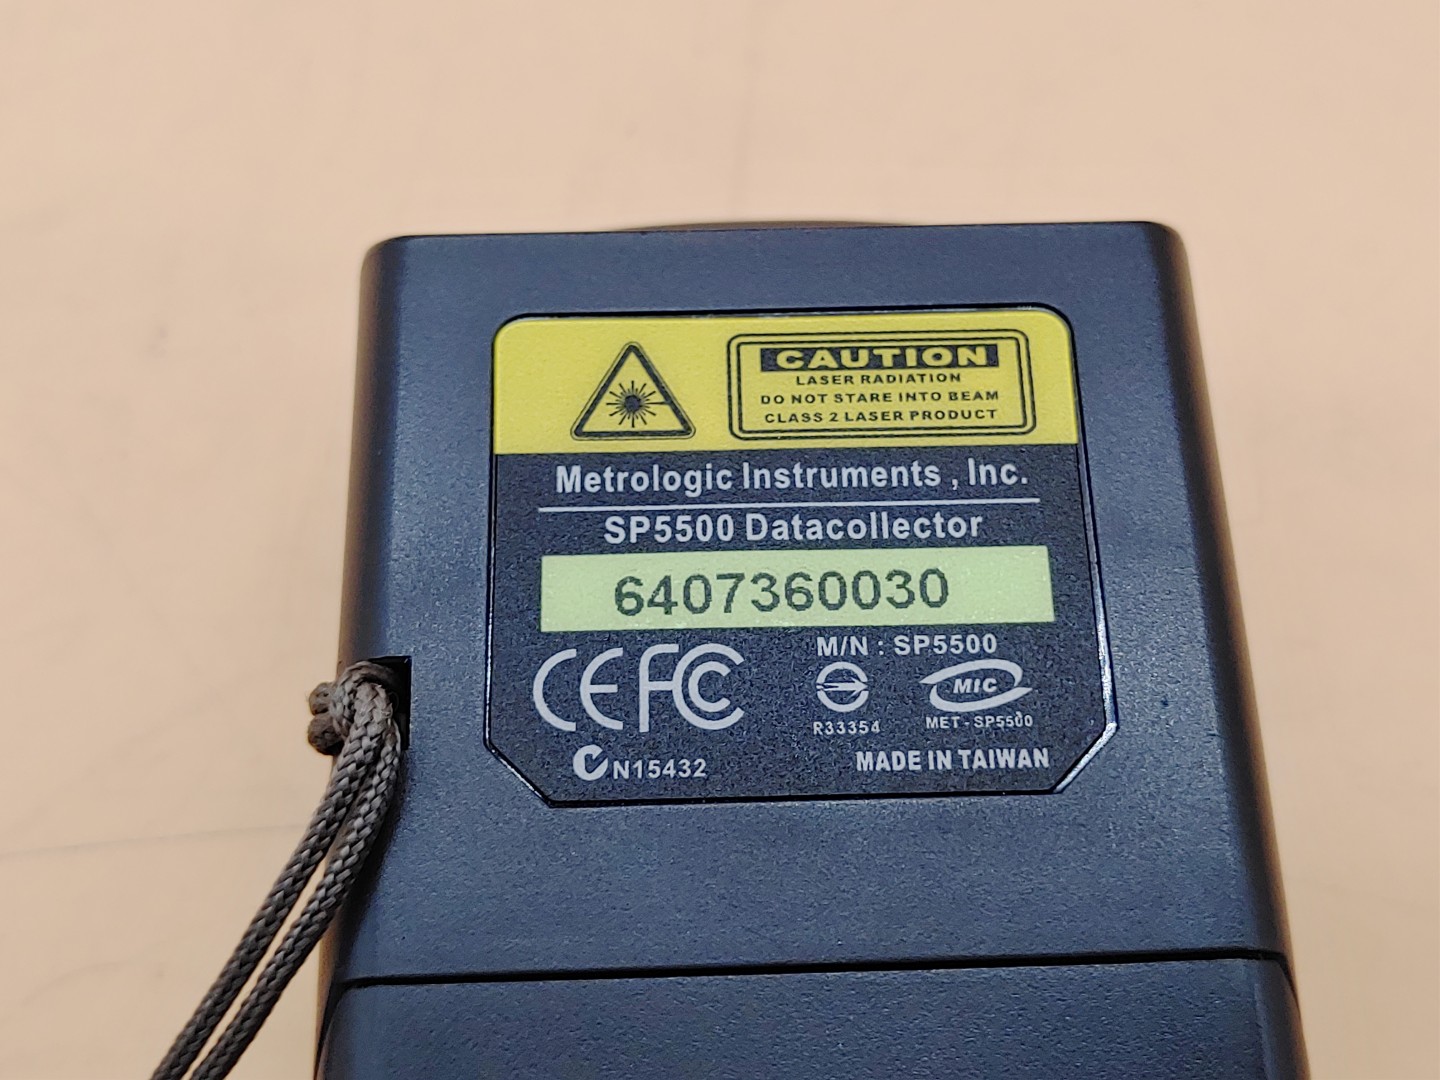 CAUTION
LASER RADIATION
DO NOT STARE INTO BEAM
CLASS 2 LASER PRODUCT
Metrologic Instruments , Inc.
SP5500 Datacollector
6407360030
M/N : SP5500
CE FC
MIC
R33354
MET - SP5500
N15432
MADE IN TAIWAN